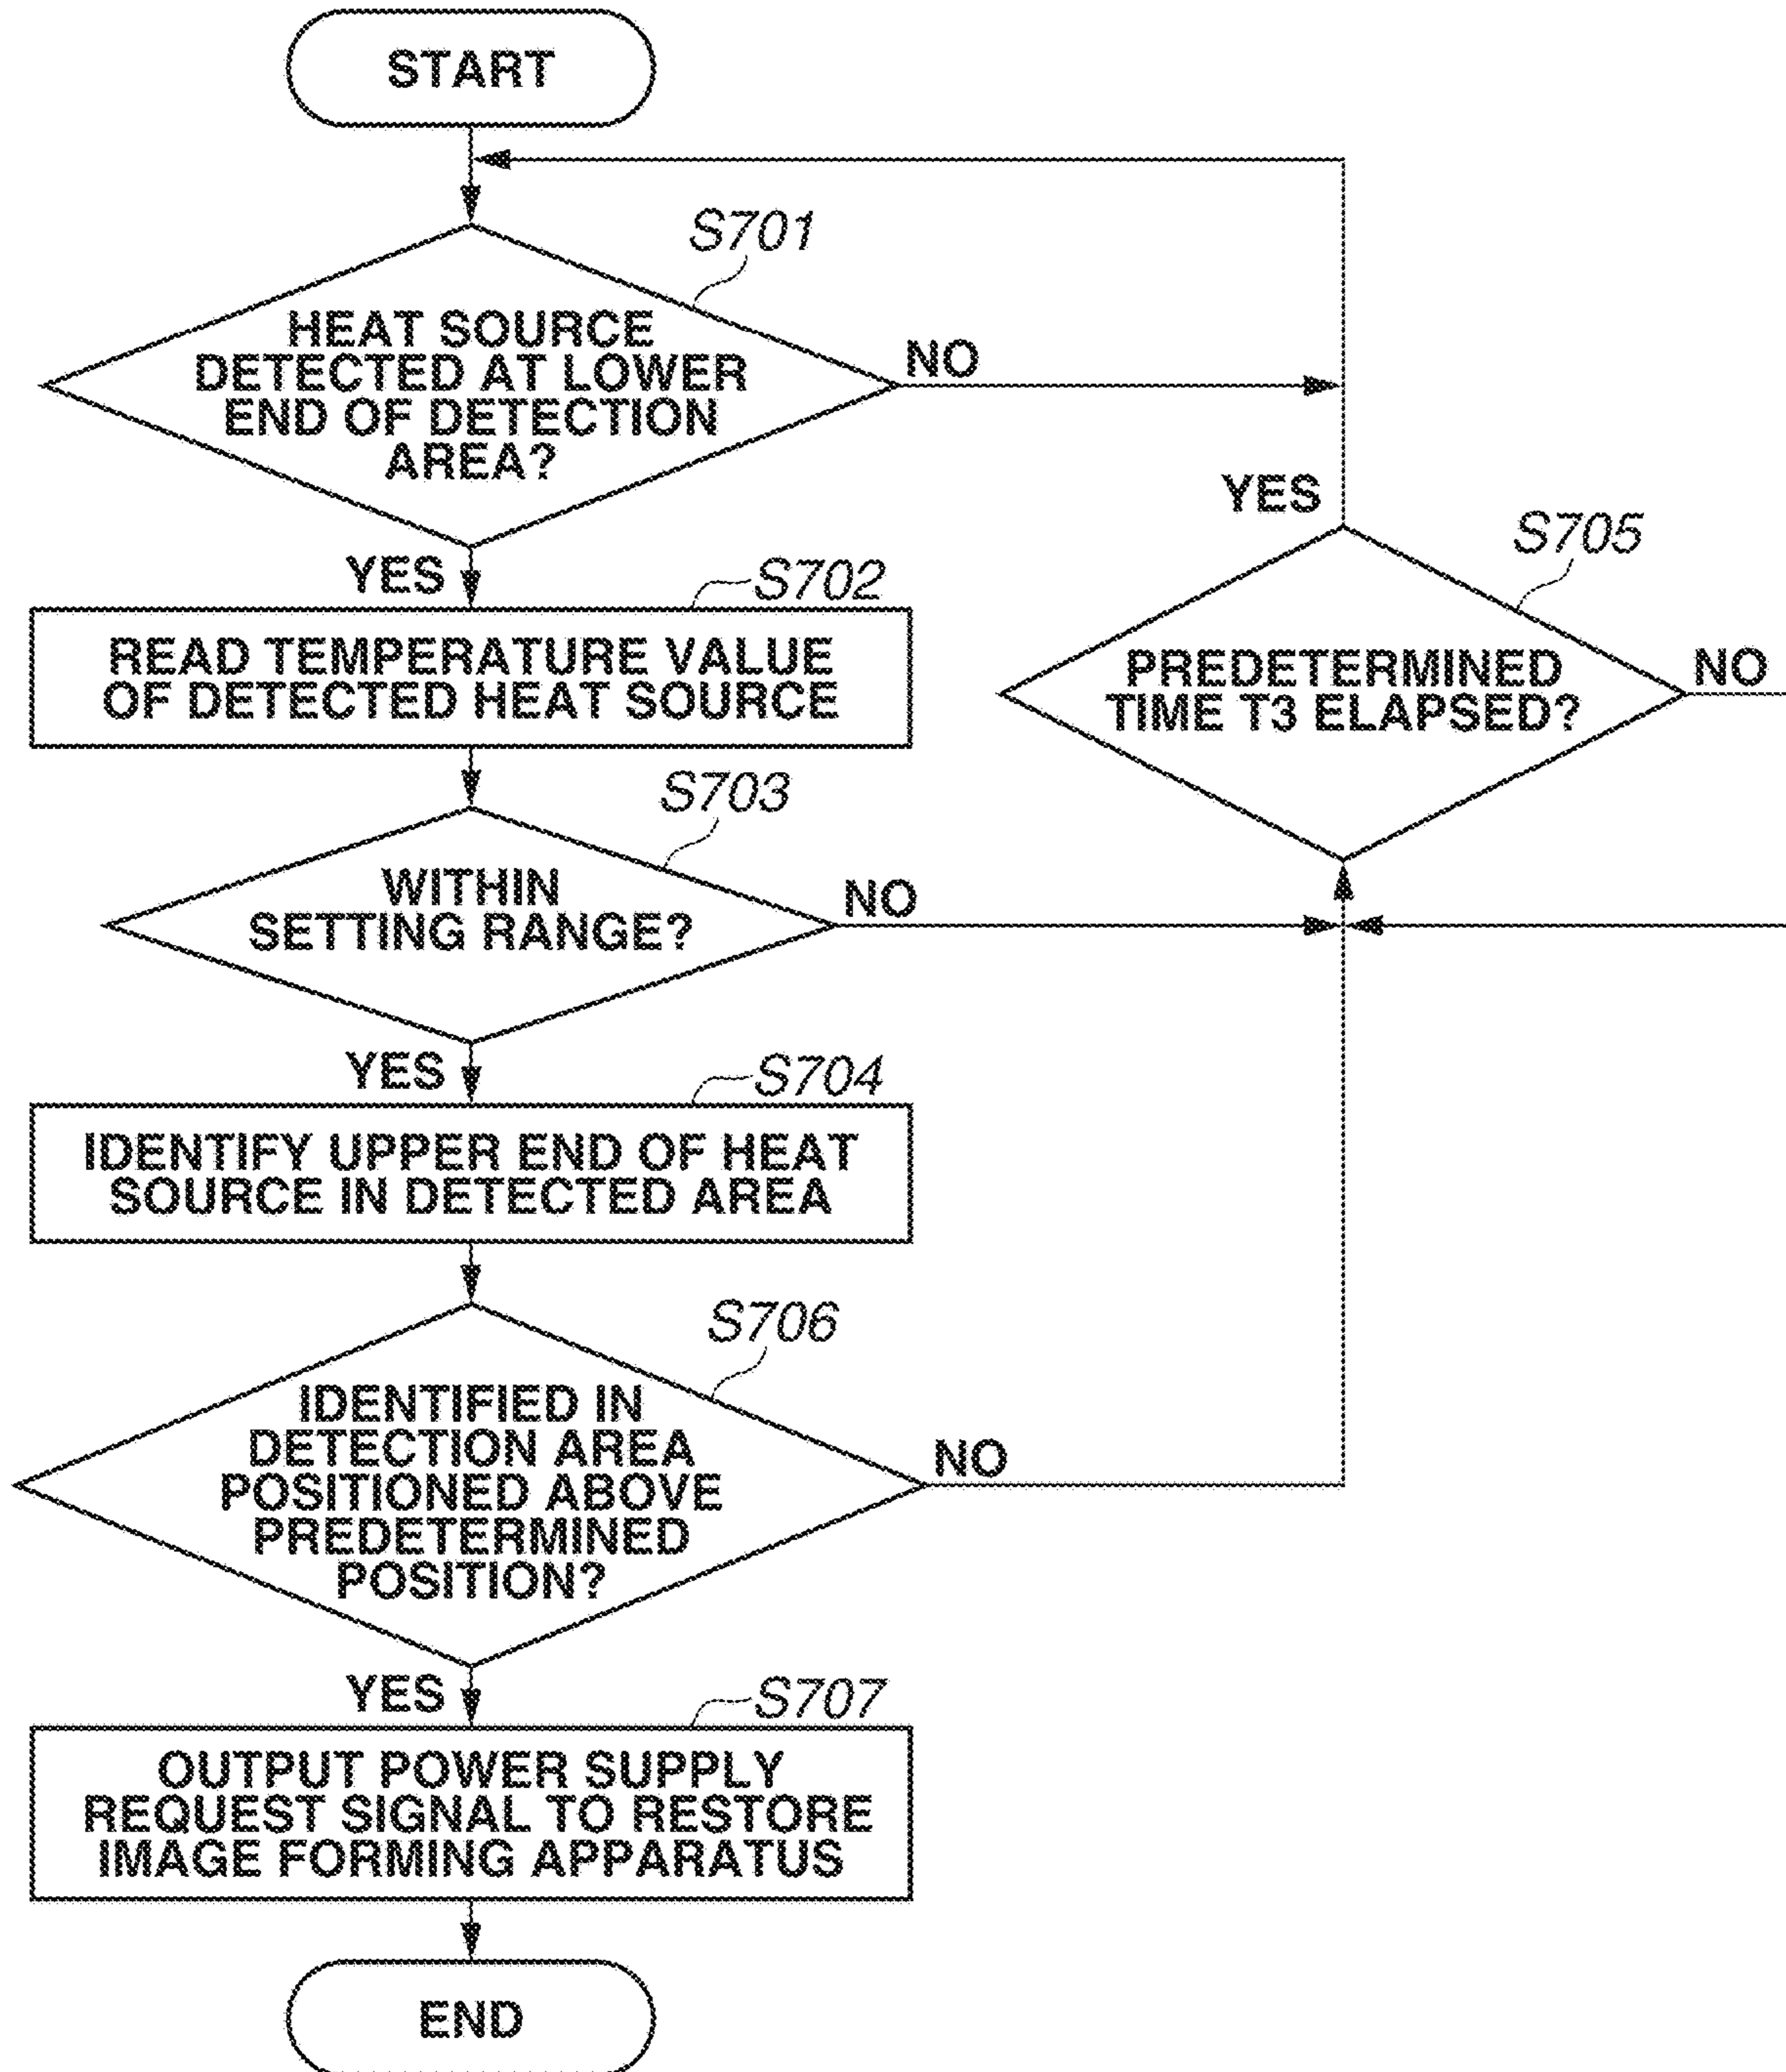 START
S701
HEAT SOURCE
DETECTED AT LOWER
END OF DETECTION
AREA?
NO
YES
S702
READ TEMPERATURE VALUE
OF DETECTED HEAT SOURCE
YES
S705
PREDETERMINED
TIME T3 ELAPSED?
NO
S703
WITHIN
SETTING RANGE?
NO
YES
S704
IDENTIFY UPPER END OF HEAT
SOURCE IN DETECTED AREA
S706
IDENTIFIED IN
DETECTION AREA
POSITIONED ABOVE
PREDETERMINED
POSITION?
NO
YES
S707
OUTPUT POWER SUPPLY
REQUEST SIGNAL TO RESTORE
IMAGE FORMING APPARATUS
END